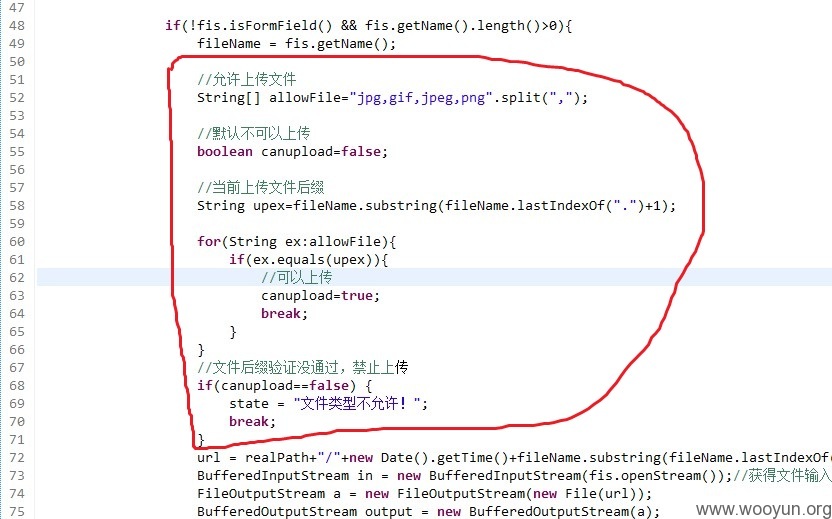 47
48 if(!fis.isFormField() && fis.getName().length()>0){
49 fileName = fis.getName();
50
51 //允许上传文件
52 String[] allowFile="jpg,gif,jpeg,png".split(",");
53
54 //默认不可以上传
55 boolean canupload=false;
56
57 //当前上传文件后缀
58 String upex=fileName.substring(fileName.lastIndexOf(".")+1);
59
60 for(String ex:allowFile){
61 if(ex.equals(upex)){
62 //可以上传
63 canupload=true;
64 break;
65 }
66 }
67 //文件后缀验证没通过，禁止上传
68 if(canupload==false) {
69 state = "文件类型不允许！";
70 break;
71 }
72 url = realPath+"/"+new Date().getTime()+fileName.substring(fileName.lastIndexOf(
73 BufferedInputStream in = new BufferedInputStream(fis.openStream());//获得文件输入
74 FileOutputStream a = new FileOutputStream(new File(url));
75 BufferedOutputStream output = new BufferedOutputStream(a);
www.wooyun.org